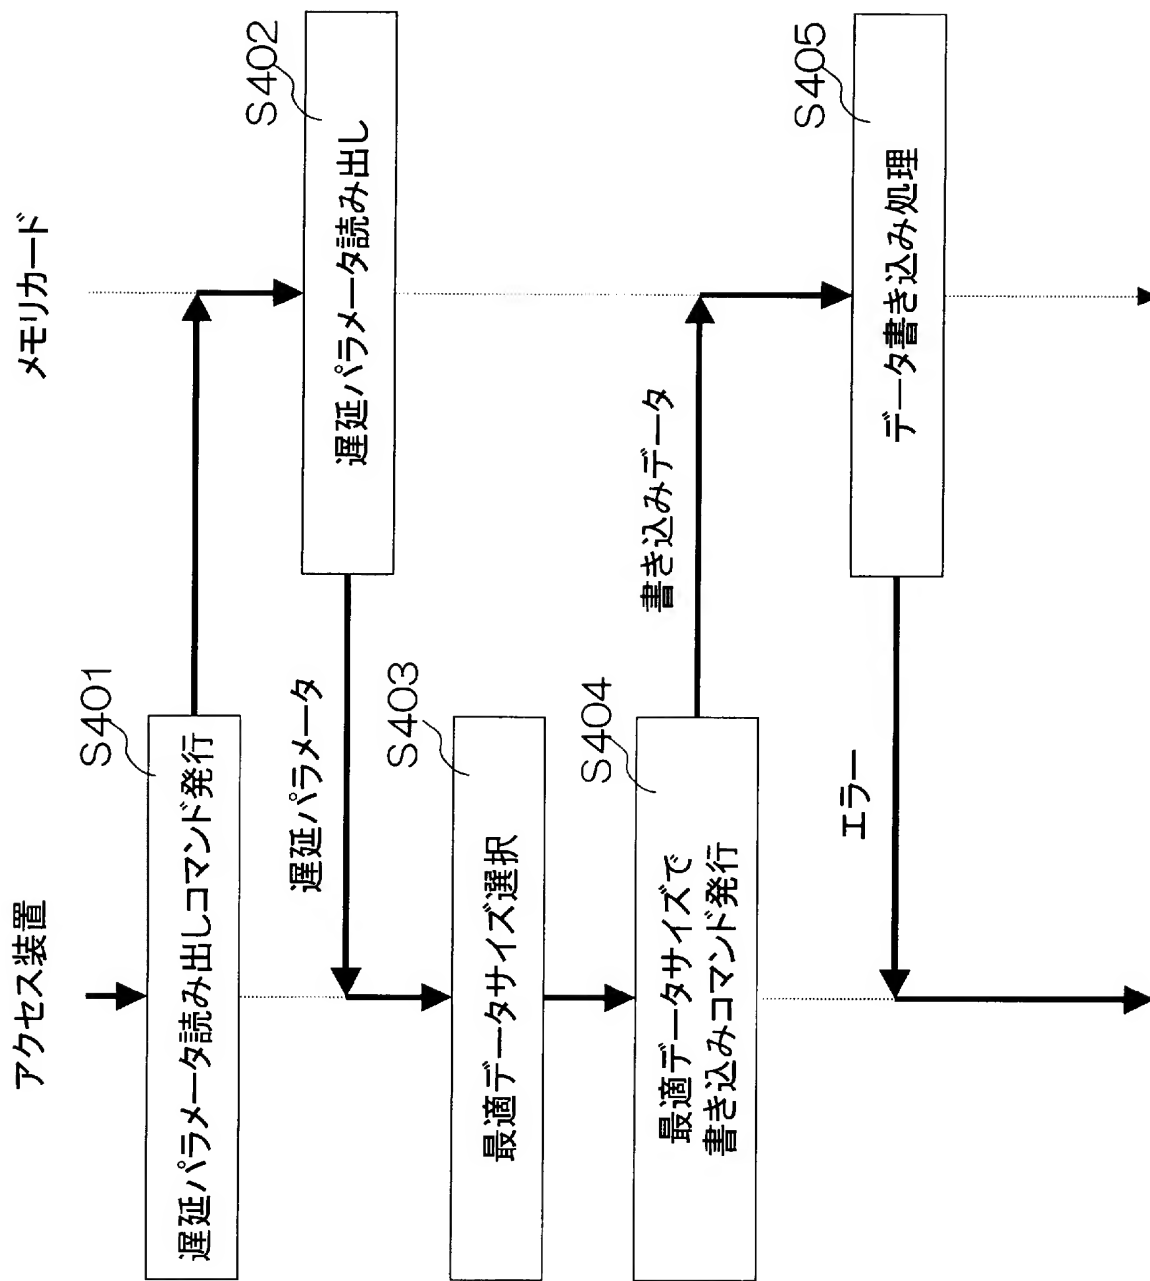 アクセス装置
メモリカード
S401
遅延パラメータ読み出しコマンド発行
S402
遅延パラメータ読み出し
遅延パラメータ
S403
最適データサイズ選択
S404
最適データサイズで
書き込みコマンド発行
書き込みデータ
S405
データ書き込み処理
エラー